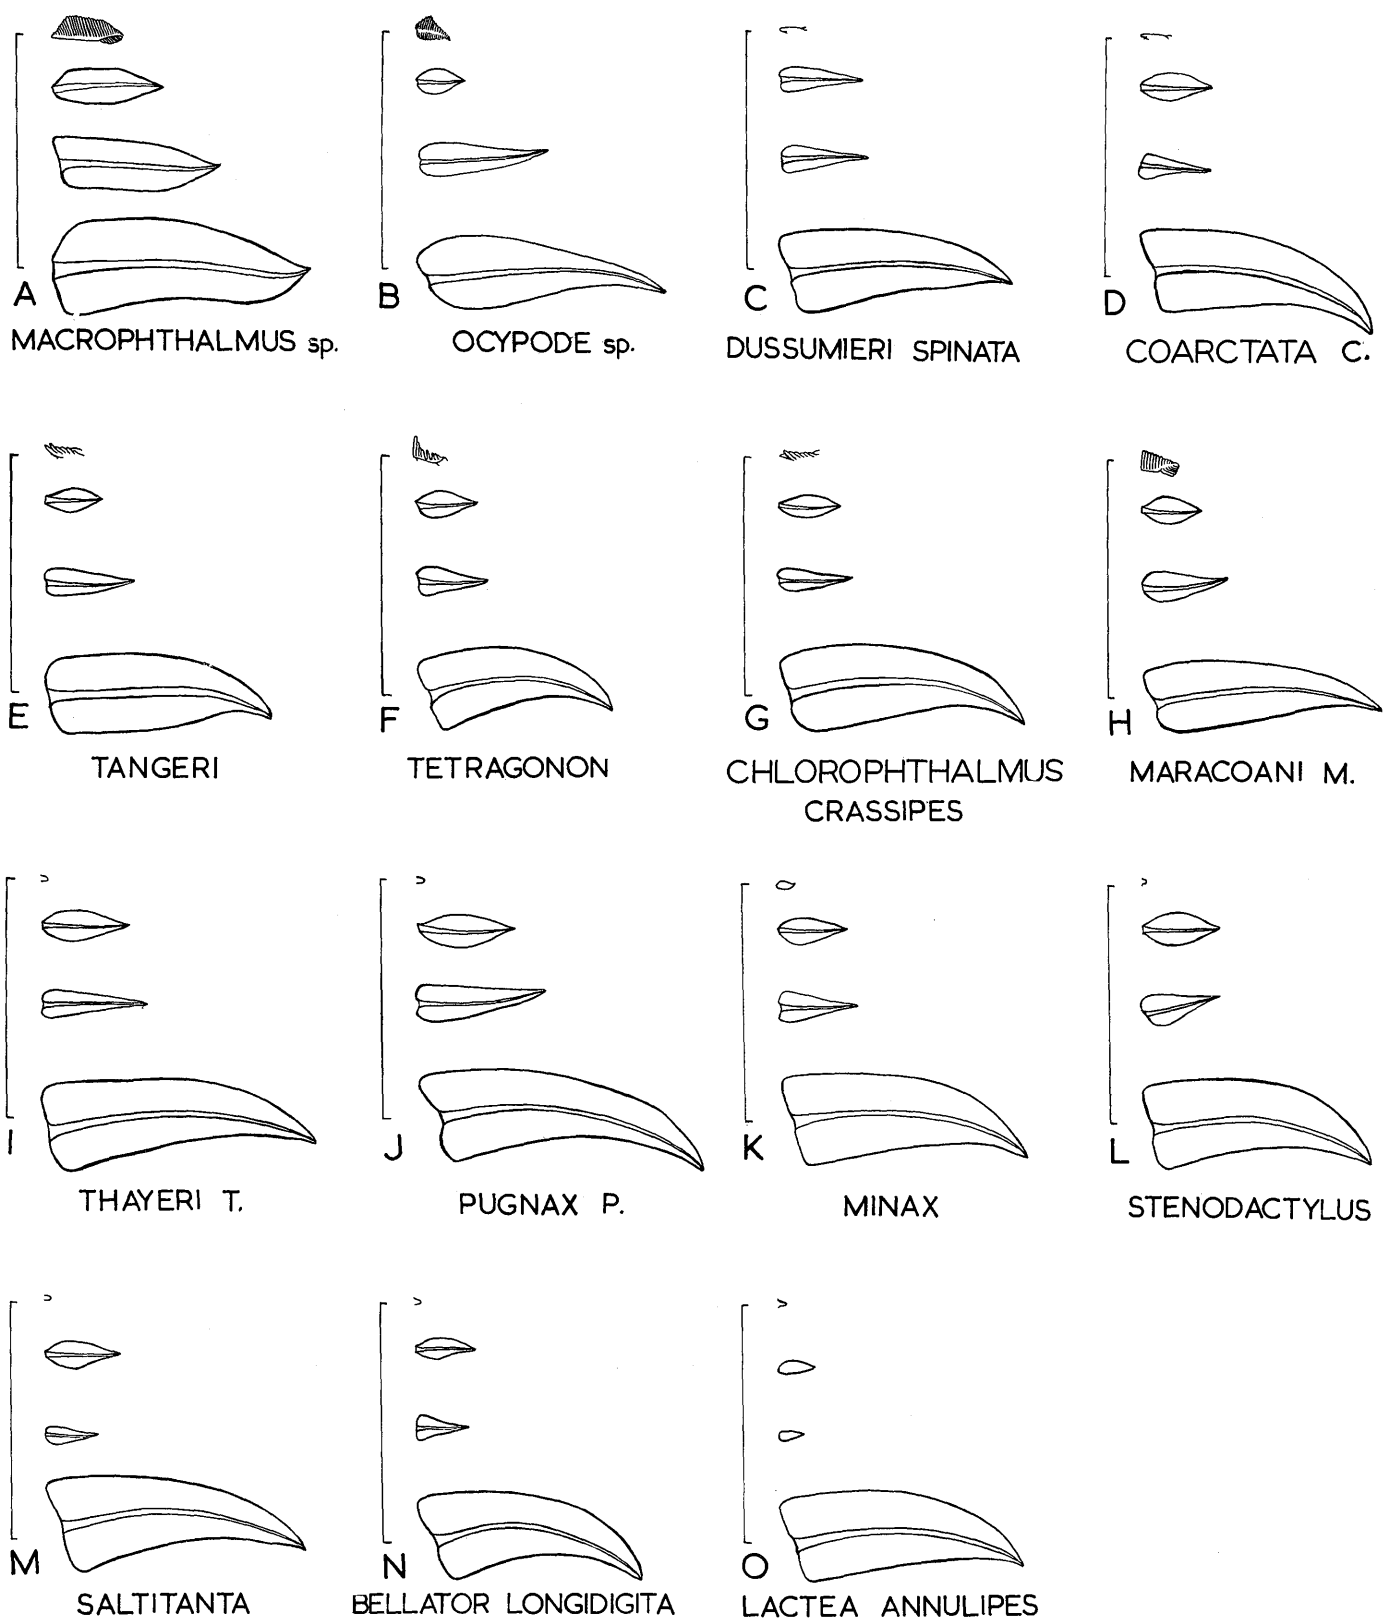 A
MACROPHTHALMUS sp.
B
OCYPODE sp.
C
DUSSUMIERI SPINATA
D
COARCTATA C.
E
TANGERI
F
TETRAGONON
G
CHLOROPHTHALMUS
CRASSIPES
H
MARACOANI M.
I
THAYERI T.
J
PUGNAX P.
K
MINAX
L
STENODACTYLUS
M
SALTITANTA
N
BELLATOR LONGIDIGITA
O
LACTEA ANNULIPES